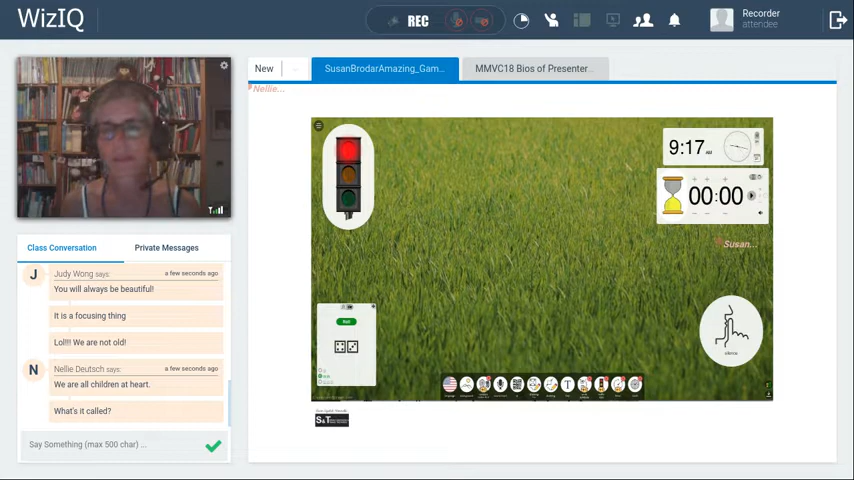 WizIQ
REC
Recorder
attendee
New
SusanBrodarAmazing_Gam...
MMVC18 Bios of Presenter...
Nellie...
9:17 AM
00:00
Susan...
Roll
silence
S&T
Class Conversation
Private Messages
J
Judy Wong says:
a few seconds ago
You will always be beautiful!
It is a focusing thing
Lol!!! We are not old!
N
Nellie Deutsch says:
a few seconds ago
We are all children at heart.
What's it called?
Say Something (max 500 char) ...